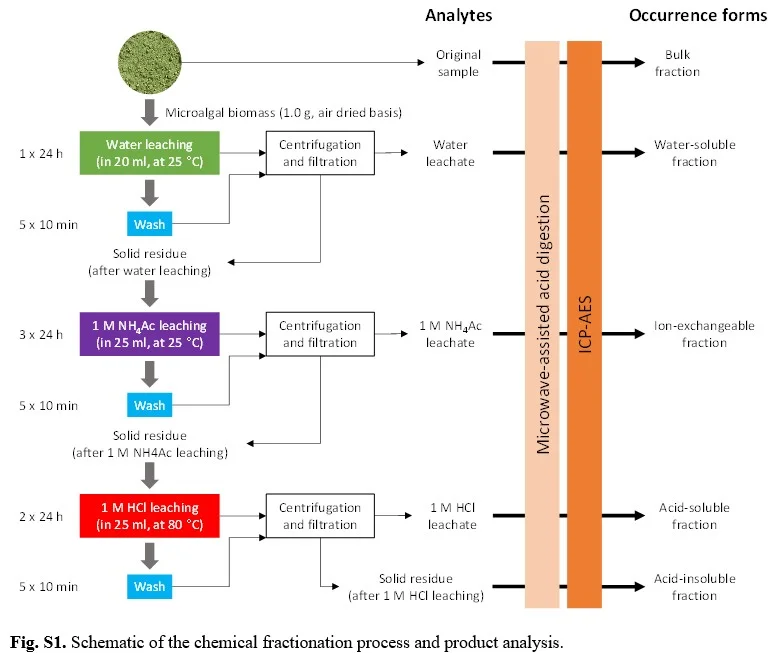 Analytes
Occurrence forms
Original
sample
Bulk
fraction
Microalgal biomass (1.0 g, air dried basis)
1 x 24 h
Water leaching
(in 20 ml, at 25 °C)
Centrifugation
and filtration
Water
leachate
Water-soluble
fraction
5 x 10 min
Wash
Solid residue
(after water leaching)
3 x 24 h
1 M NH₄Ac leaching
(in 25 ml, at 25 °C)
Centrifugation
and filtration
1 M NH₄Ac
leachate
Ion-exchangeable
fraction
5 x 10 min
Wash
Solid residue
(after 1 M NH4Ac leaching)
2 x 24 h
1 M HCl leaching
(in 25 ml, at 80 °C)
Centrifugation
and filtration
1 M HCl
leachate
Acid-soluble
fraction
5 x 10 min
Wash
Solid residue
(after 1 M HCl leaching)
Acid-insoluble
fraction
Microwave-assisted acid digestion
ICP-AES
Fig. S1. Schematic of the chemical fractionation process and product analysis.